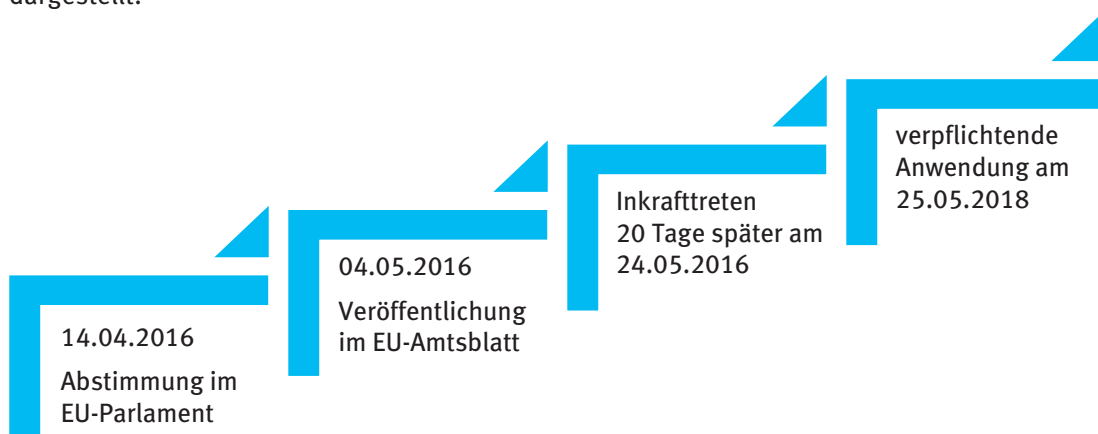 dargestellt.
14.04.2016
Abstimmung im
EU-Parlament
04.05.2016
Veröffentlichung
im EU-Amtsblatt
Inkrafttreten
20 Tage später am
24.05.2016
verpflichtende
Anwendung am
25.05.2018